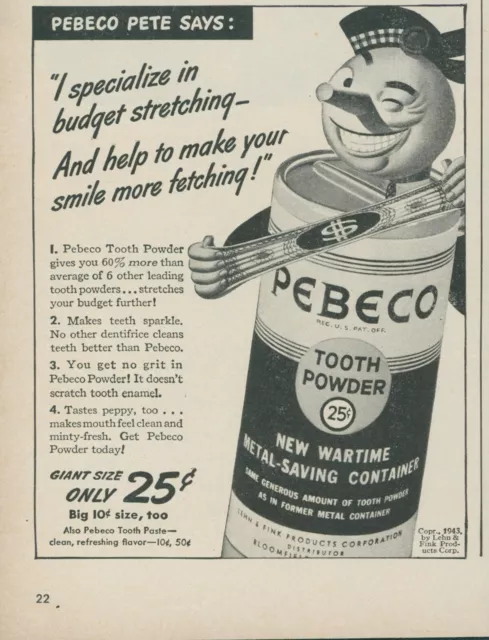 PEBECO PETE SAYS:
"I specialize in
budget stretching—
And help to make your
smile more fetching!"
1. Pebeco Tooth Powder
gives you 60% more than
average of 6 other leading
tooth powders...stretches
your budget further!
2. Makes teeth sparkle.
No other dentifrice cleans
teeth better than Pebeco.
3. You get no grit in
Pebeco Powder! It doesn't
scratch tooth enamel.
4. Tastes peppy, too ...
makes mouth feel clean and
minty-fresh. Get Pebeco
Powder today!
GIANT SIZE
ONLY 25¢
Big 10¢ size, too
Also Pebeco Tooth Paste—
clean, refreshing flavor—10¢, 50¢
$
PEBECO
REG. U.S. PAT. OFF.
TOOTH
POWDER
25¢
NEW WARTIME
METAL-SAVING CONTAINER
SAME GENEROUS AMOUNT OF TOOTH POWDER
AS IN FORMER METAL CONTAINER
LEHN & FINK PRODUCTS CORPORATION
DISTRIBUTOR
Copr., 1943,
by Lehn &
Fink Prod-
ucts Corp.
22